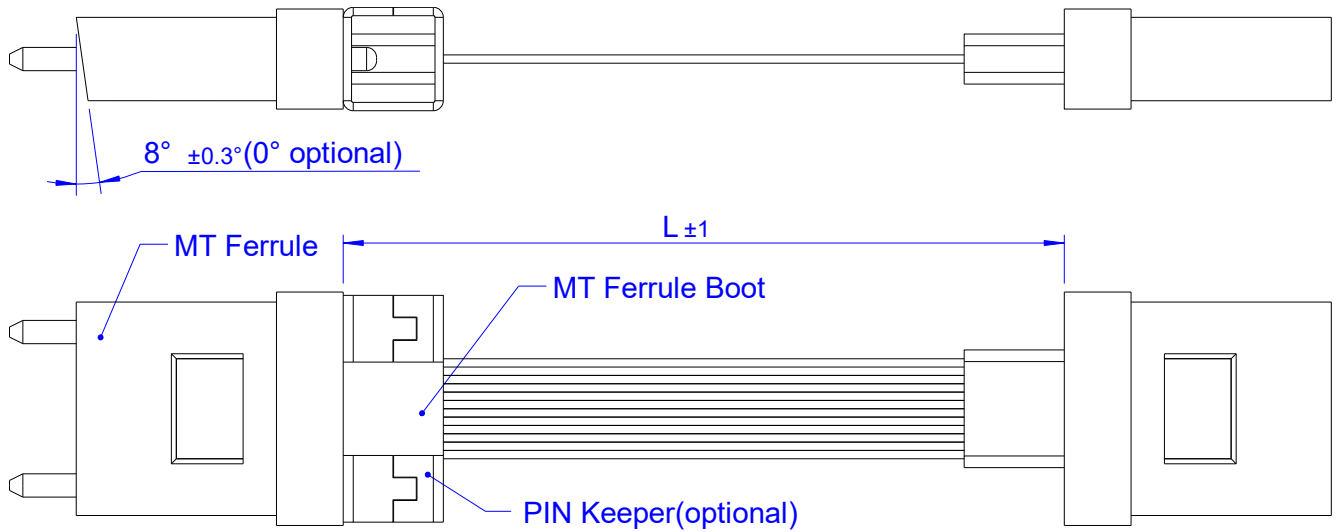 8° ±0.3°(0° optional)
L ±1
MT Ferrule
MT Ferrule Boot
PIN Keeper(optional)